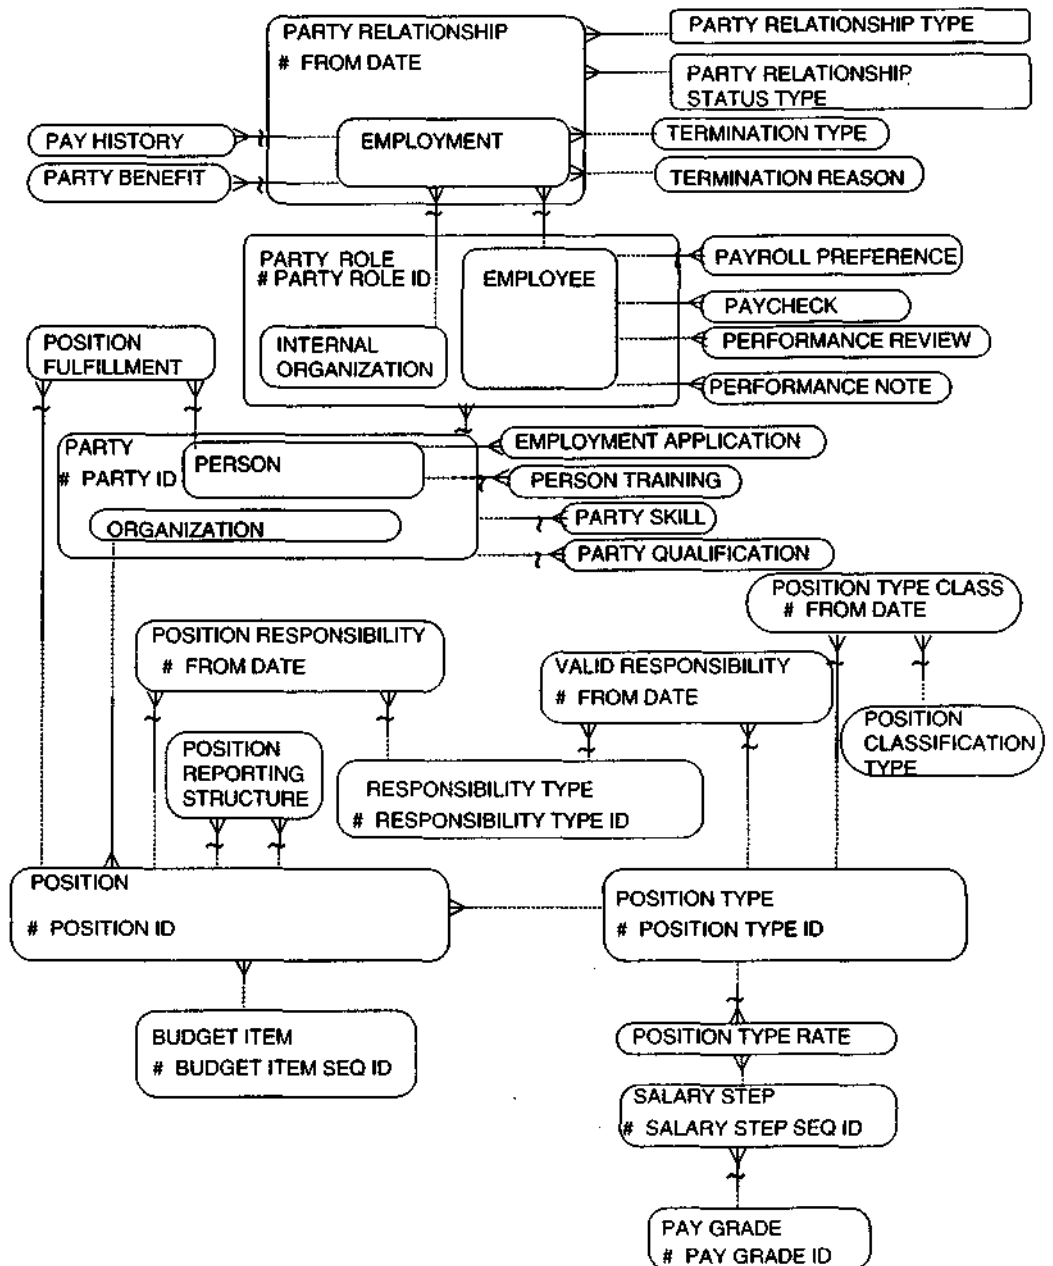 PARTY RELATIONSHIP
# FROM DATE
PARTY RELATIONSHIP TYPE
PARTY RELATIONSHIP
STATUS TYPE
PAY HISTORY
EMPLOYMENT
TERMINATION TYPE
PARTY BENEFIT
TERMINATION REASON
PARTY ROLE
# PARTY ROLE ID
EMPLOYEE
PAYROLL PREFERENCE
PAYCHECK
POSITION
FULFILLMENT
INTERNAL
ORGANIZATION
PERFORMANCE REVIEW
PERFORMANCE NOTE
PARTY
# PARTY ID
PERSON
EMPLOYMENT APPLICATION
PERSON TRAINING
ORGANIZATION
PARTY SKILL
PARTY QUALIFICATION
POSITION TYPE CLASS
# FROM DATE
POSITION RESPONSIBILITY
# FROM DATE
VALID RESPONSIBILITY
# FROM DATE
POSITION
CLASSIFICATION
TYPE
POSITION
REPORTING
STRUCTURE
RESPONSIBILITY TYPE
# RESPONSIBILITY TYPE ID
POSITION
# POSITION ID
POSITION TYPE
# POSITION TYPE ID
BUDGET ITEM
# BUDGET ITEM SEQ ID
POSITION TYPE RATE
SALARY STEP
# SALARY STEP SEQ ID
PAY GRADE
# PAY GRADE ID